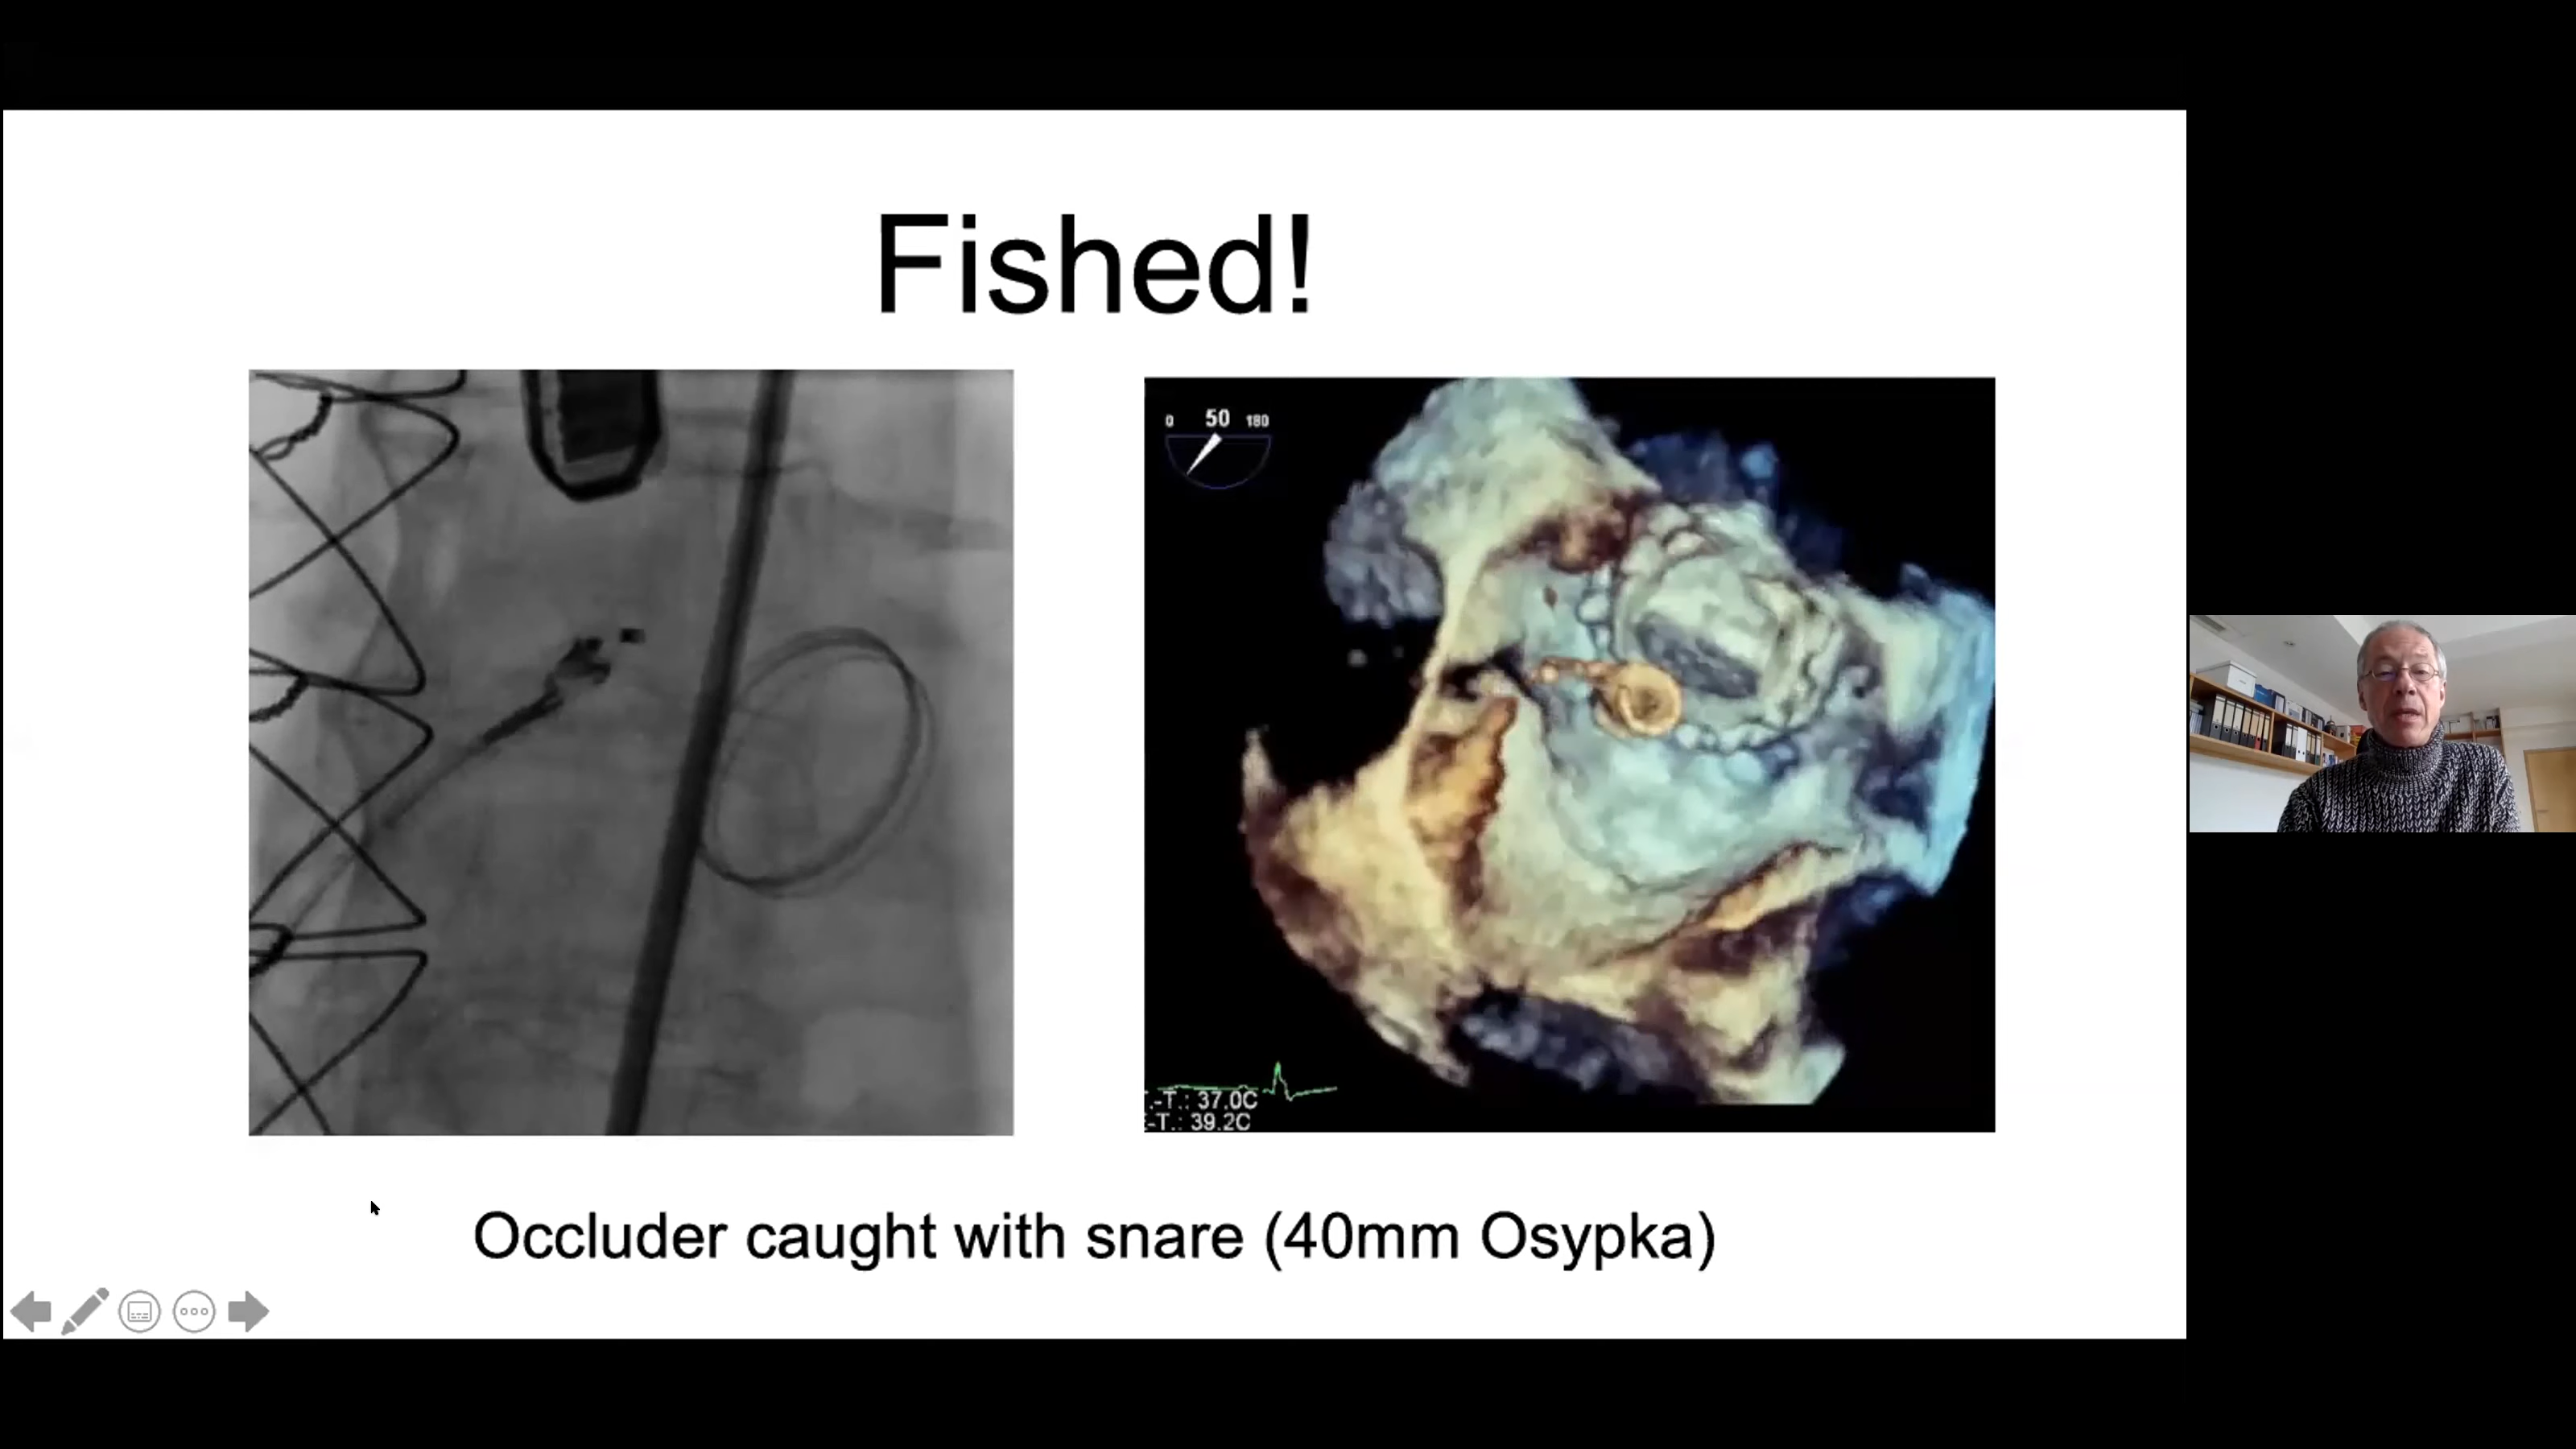 Fished!
0 50 180
.-T.: 37.0C
-T.: 39.2C
Occluder caught with snare (40mm Osypka)